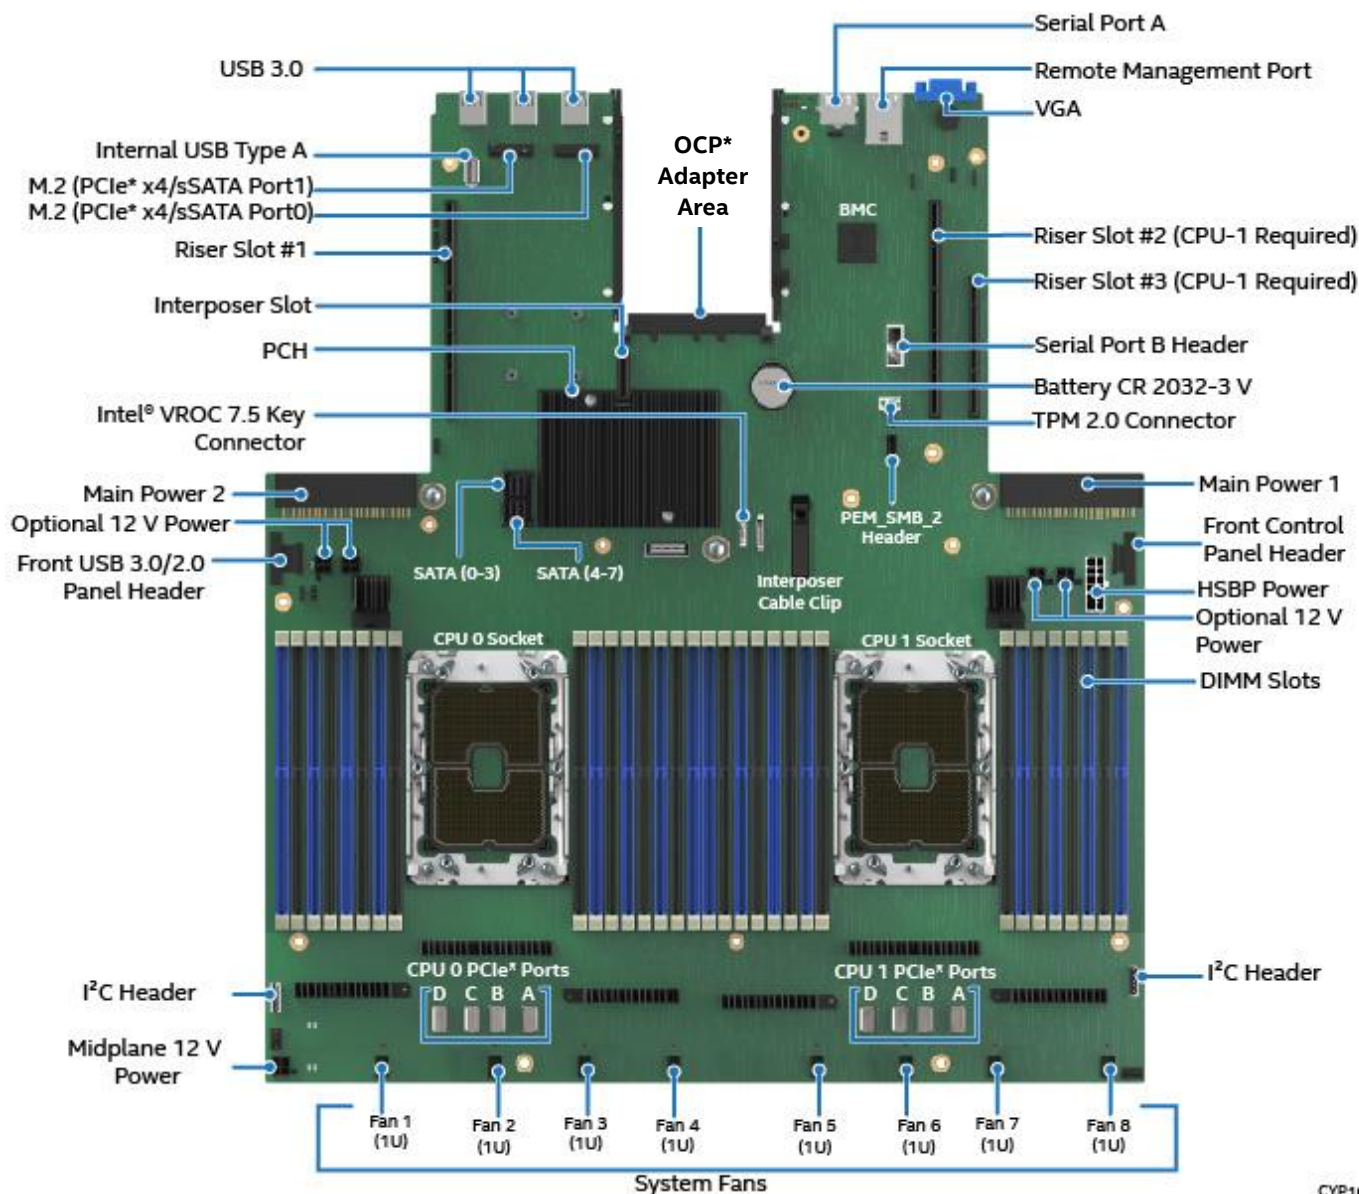 Serial Port A
USB 3.0
Remote Management Port
VGA
Internal USB Type A
OCP*
Adapter
Area
M.2 (PCIe* x4/sSATA Port1)
M.2 (PCIe* x4/sSATA Port0)
BMC
Riser Slot #1
Riser Slot #2 (CPU-1 Required)
Riser Slot #3 (CPU-1 Required)
Interposer Slot
PCH
Serial Port B Header
Battery CR 2032-3 V
Intel® VROC 7.5 Key
Connector
TPM 2.0 Connector
Main Power 2
Main Power 1
Optional 12 V Power
PEM_SMB_2
Header
Front Control
Panel Header
Front USB 3.0/2.0
Panel Header
SATA (0-3)
SATA (4-7)
Interposer
Cable Clip
HSBP Power
Optional 12 V
Power
CPU 0 Socket
CPU 1 Socket
DIMM Slots
CPU 0 PCIe* Ports
D C B A
CPU 1 PCIe* Ports
D C B A
I²C Header
I²C Header
Midplane 12 V
Power
Fan 1
(1U)
Fan 2
(1U)
Fan 3
(1U)
Fan 4
(1U)
Fan 5
(1U)
Fan 6
(1U)
Fan 7
(1U)
Fan 8
(1U)
System Fans